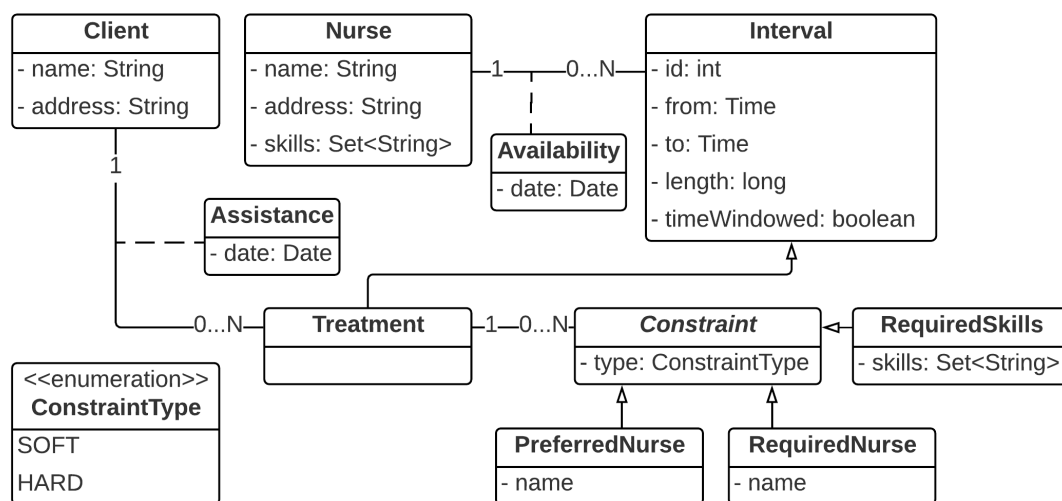 Client
- name: String
- address: String
Nurse
- name: String
- address: String
- skills: Set<String>
1
0...N
Interval
- id: int
- from: Time
- to: Time
- length: long
- timeWindowed: boolean
Availability
- date: Date
1
Assistance
- date: Date
0...N
Treatment
1
0...N
Constraint
- type: ConstraintType
RequiredSkills
- skills: Set<String>
<<enumeration>>
ConstraintType
SOFT
HARD
PreferredNurse
- name
RequiredNurse
- name